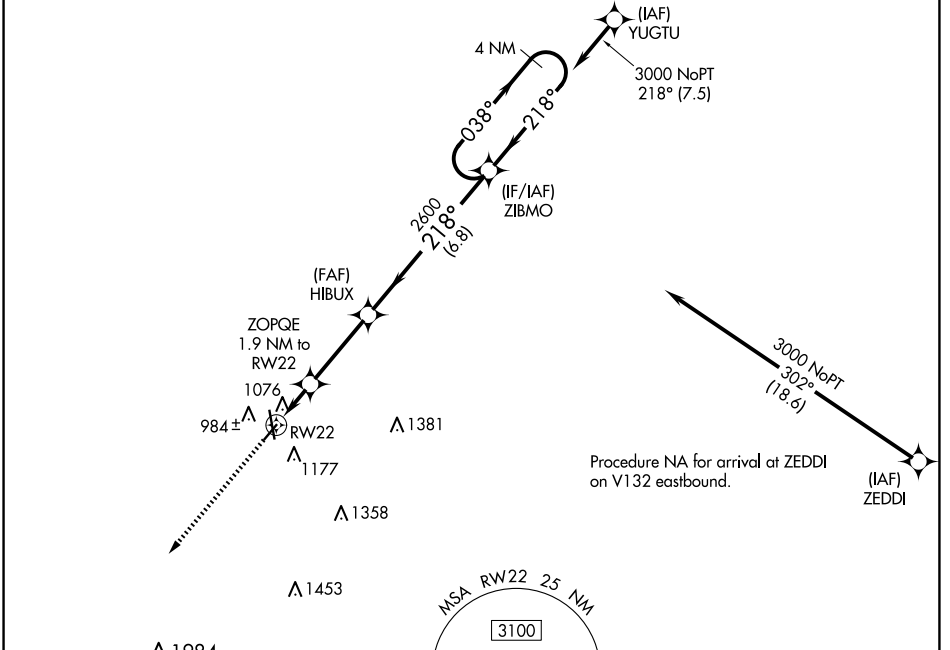 (IAF)
YUGTU
4 NM
3000 NoPT
218° (7.5)
038°
218°
(IF/IAF)
ZIBMO
2600
218°
(6.8)
(FAF)
HIBUX
ZOPQE
1.9 NM to
RW22
1076
984±
RW22
1381
1177
3000 NoPT
302°
(18.6)
Procedure NA for arrival at ZEDDI
on V132 eastbound.
(IAF)
ZEDDI
1358
1453
MSA RW22 25 NM
3100